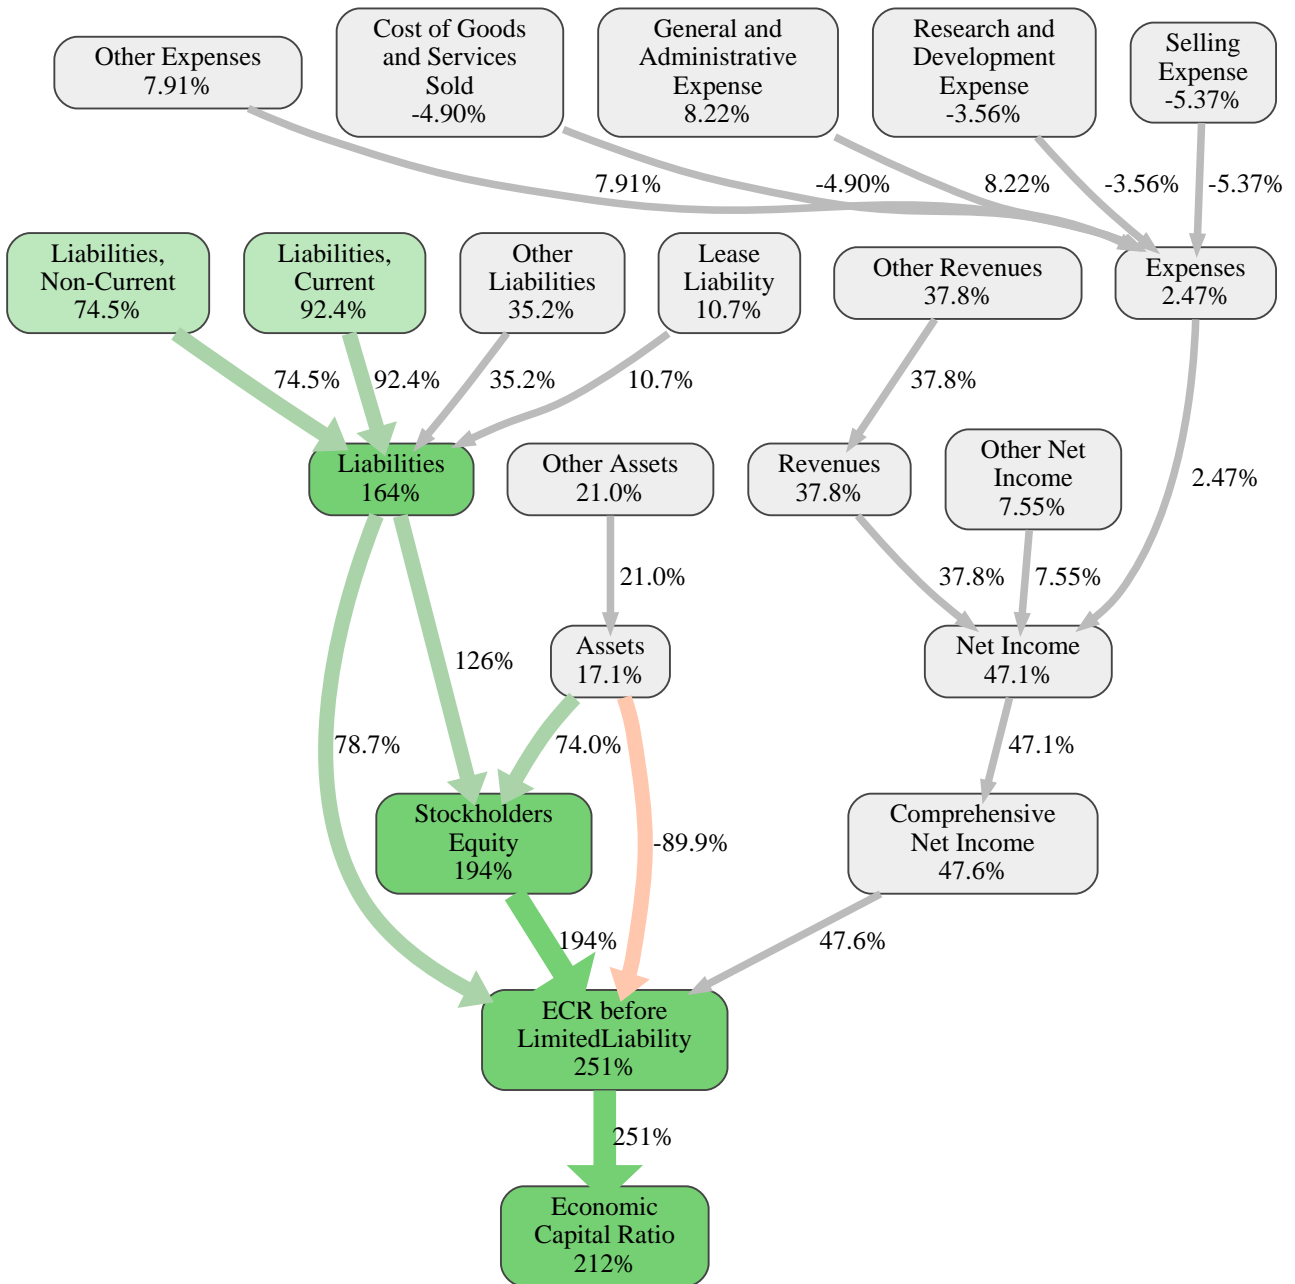 Other Expenses
7.91%
Cost of Goods
and Services
Sold
-4.90%
General and
Administrative
Expense
8.22%
Research and
Development
Expense
-3.56%
Selling
Expense
-5.37%
7.91%
-4.90%
8.22%
-3.56%
-5.37%
Liabilities,
Non-Current
74.5%
Liabilities,
Current
92.4%
Other
Liabilities
35.2%
Lease
Liability
10.7%
Other Revenues
37.8%
Expenses
2.47%
74.5%
92.4%
35.2%
10.7%
37.8%
Liabilities
164%
Other Assets
21.0%
Revenues
37.8%
Other Net
Income
7.55%
2.47%
21.0%
37.8%
7.55%
126%
Assets
17.1%
Net Income
47.1%
78.7%
74.0%
47.1%
Stockholders
Equity
194%
-89.9%
Comprehensive
Net Income
47.6%
194%
47.6%
ECR before
LimitedLiability
251%
251%
Economic
Capital Ratio
212%